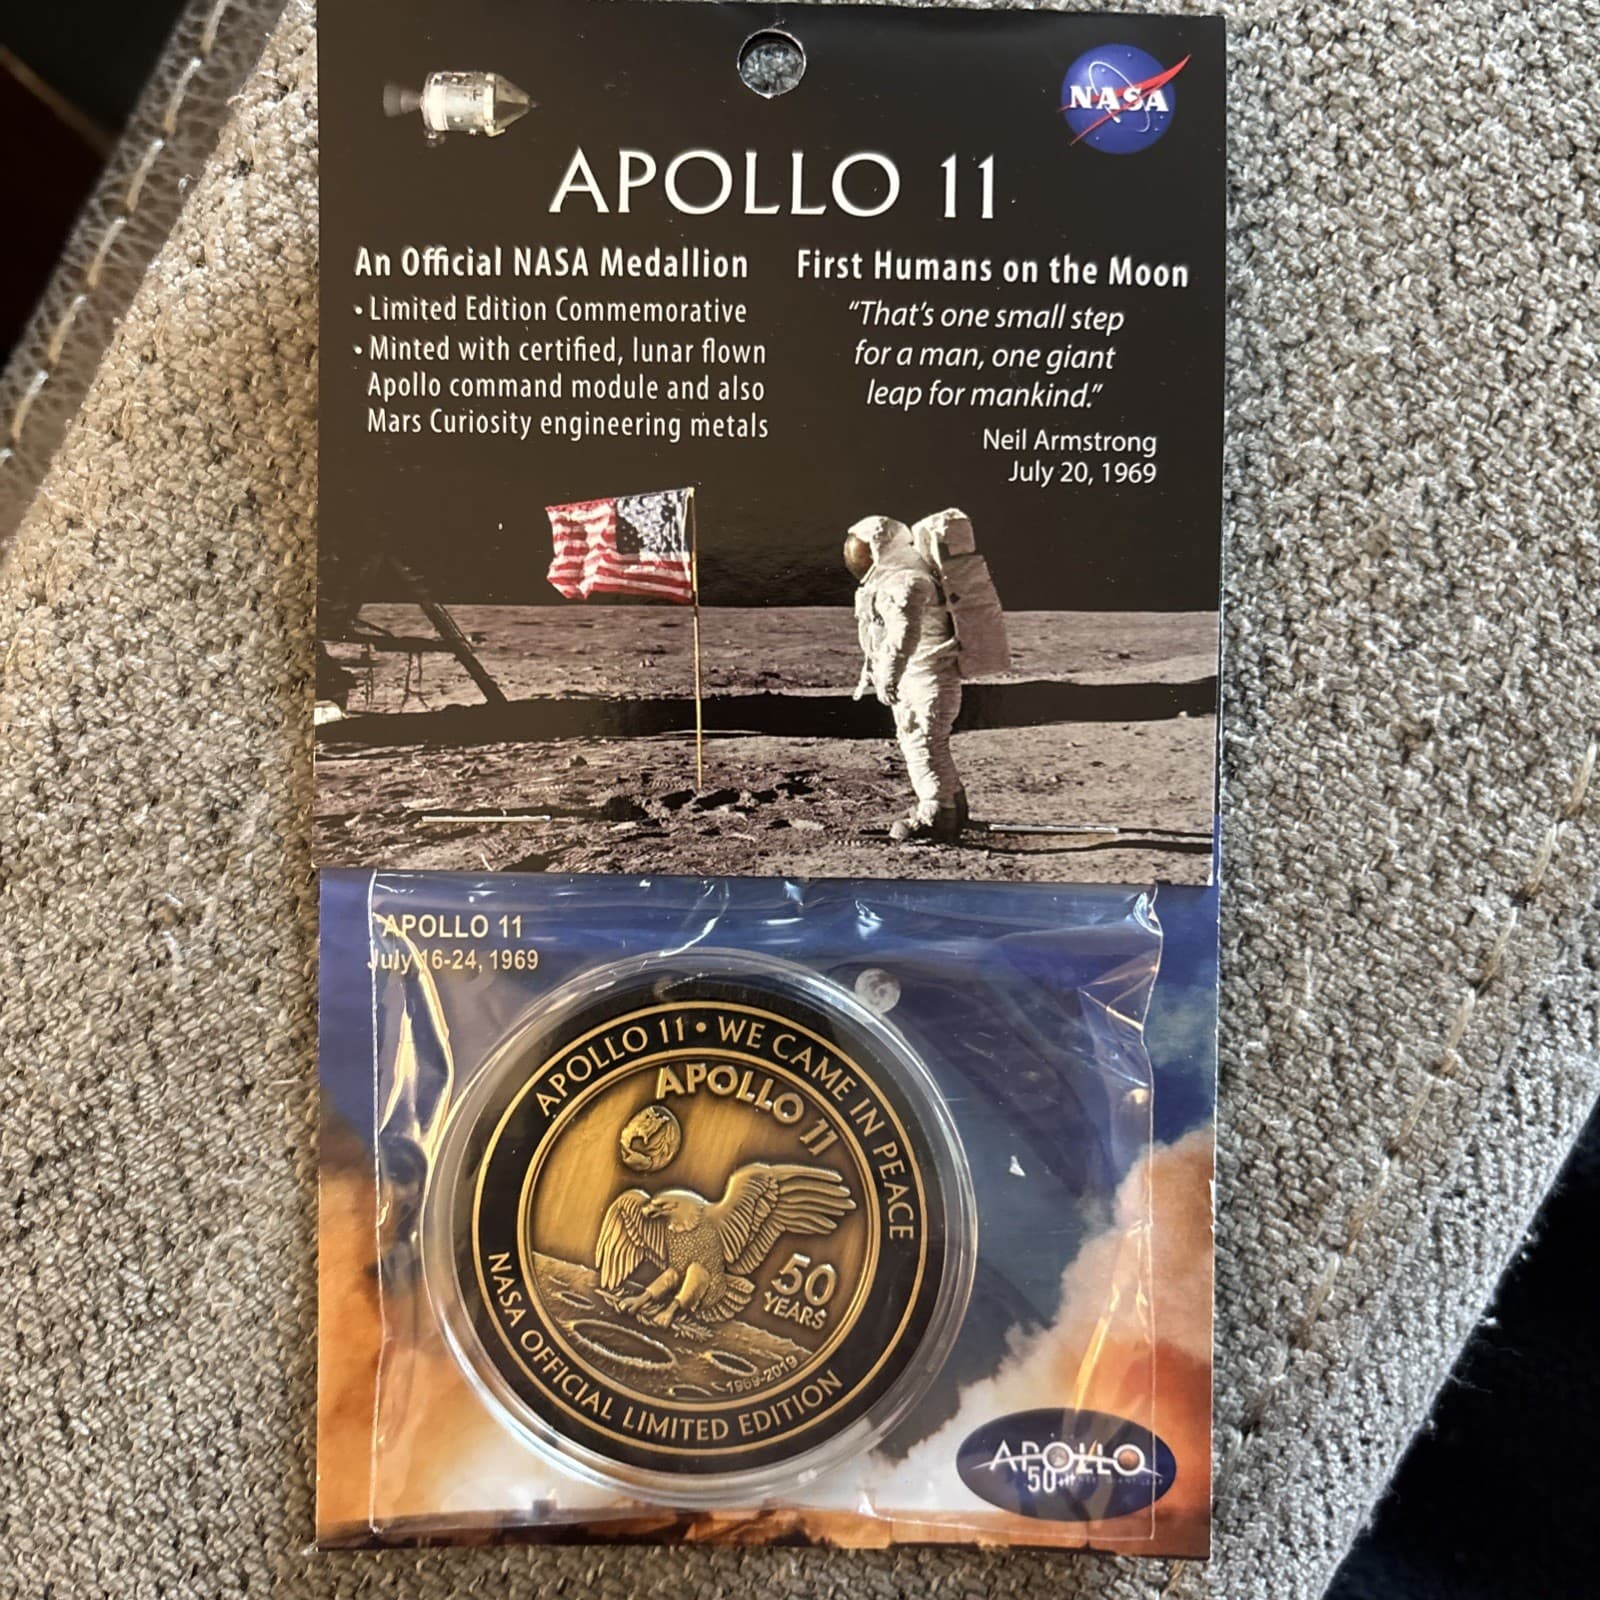 NASA
APOLLO 11
An Official NASA Medallion
• Limited Edition Commemorative
• Minted with certified, lunar flown
Apollo command module and also
Mars Curiosity engineering metals
First Humans on the Moon
“That’s one small step
for a man, one giant
leap for mankind.”
Neil Armstrong
July 20, 1969
APOLLO 11
July 16-24, 1969
APOLLO 11 • WE CAME IN PEACE
APOLLO 11
50
YEARS
1969-2019
NASA OFFICIAL LIMITED EDITION
APOLLO
50th